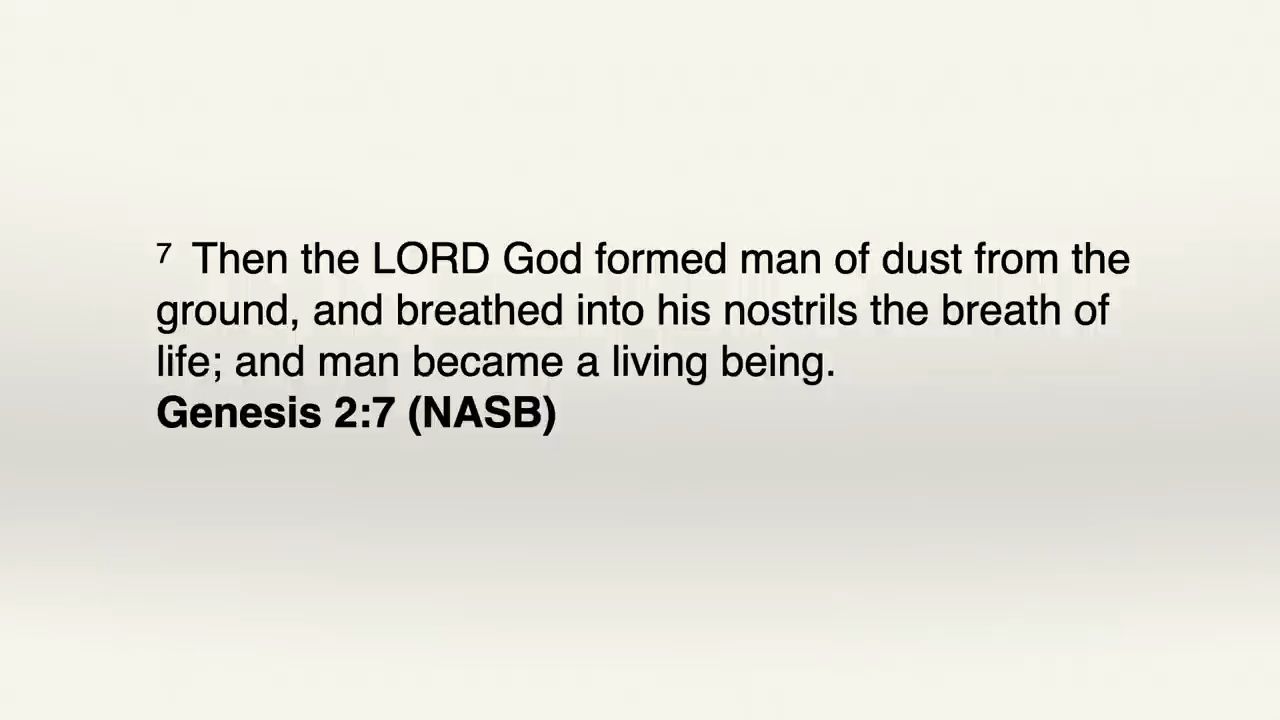 7 Then the LORD God formed man of dust from the
ground, and breathed into his nostrils the breath of
life; and man became a living being.
Genesis 2:7 (NASB)